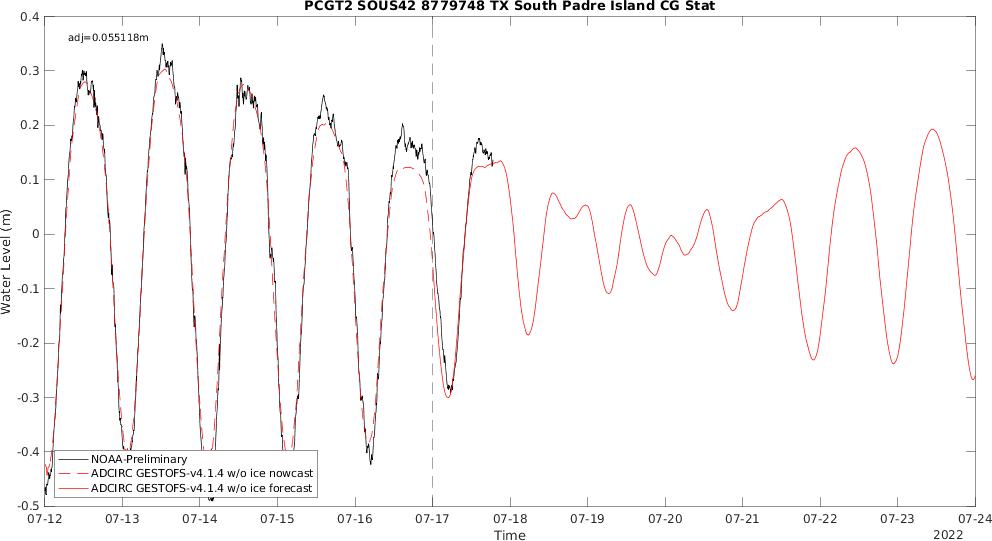 PCGT2 SOUS42 8779748 TX South Padre Island CG Stat
adj=0.055118m
0.4
0.3
0.2
0.1
0
-0.1
-0.2
-0.3
-0.4
-0.5
Water Level (m)
NOAA-Preliminary
ADCIRC GESTOFS-v4.1.4 w/o ice nowcast
ADCIRC GESTOFS-v4.1.4 w/o ice forecast
07-12 07-13 07-14 07-15 07-16 07-17 07-18 07-19 07-20 07-21 07-22 07-23 07-24
Time
2022